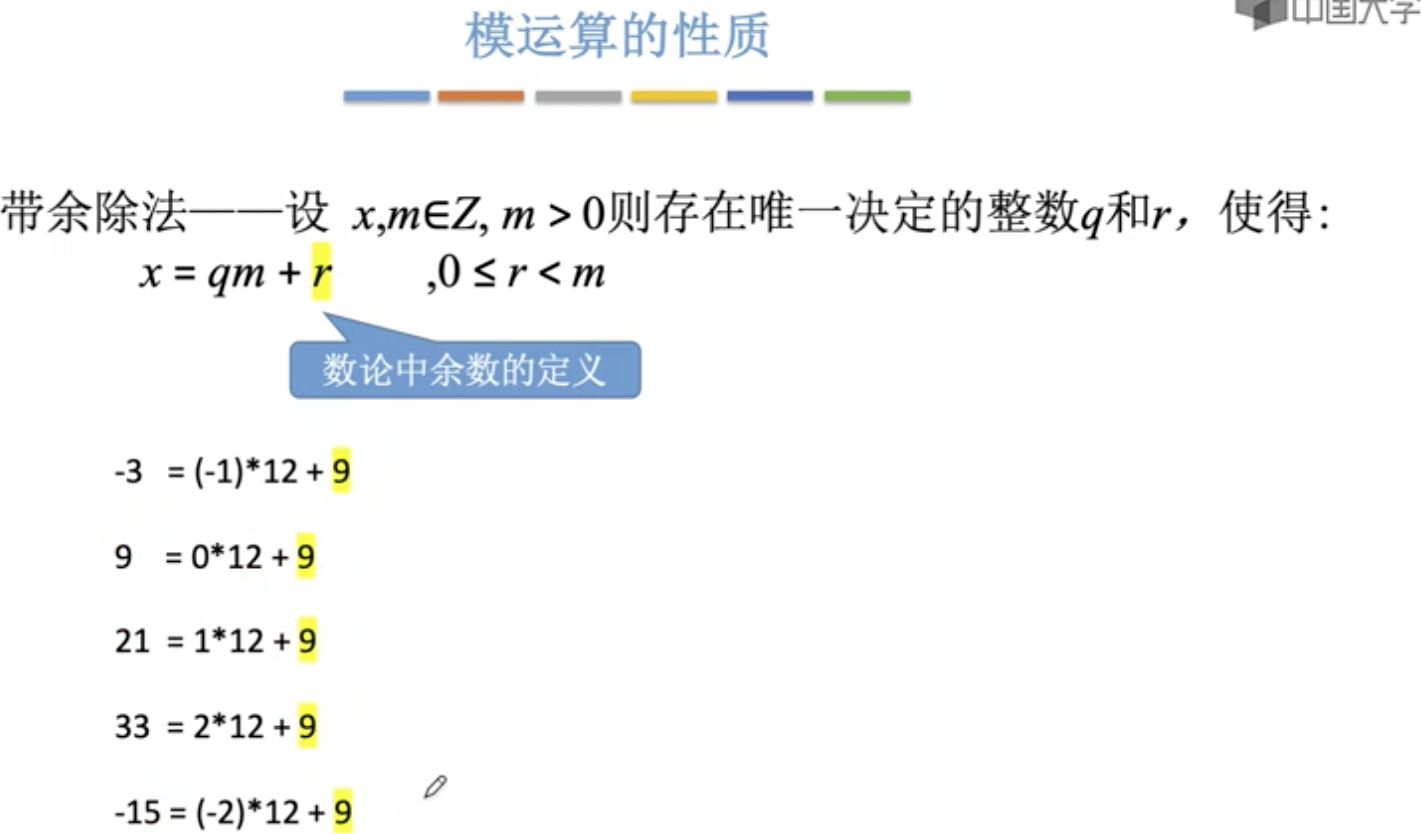 中国大学
模运算的性质
带余除法——设 x,m∈Z, m > 0则存在唯一决定的整数q和r，使得:
x = qm + r ,0 ≤ r < m
数论中余数的定义
-3 = (-1)*12 + 9
9 = 0*12 + 9
21 = 1*12 + 9
33 = 2*12 + 9
-15 = (-2)*12 + 9